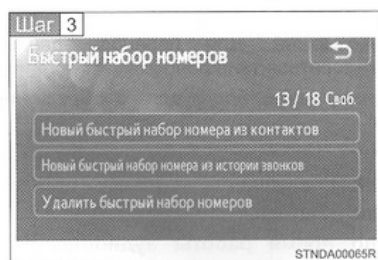 Шаг 3
Быстрый набор номеров
13 / 18 Своб.
Новый быстрый набор номера из контактов
Новый быстрый набор номера из истории звонков
Удалить быстрый набор номеров
STNDA00065R